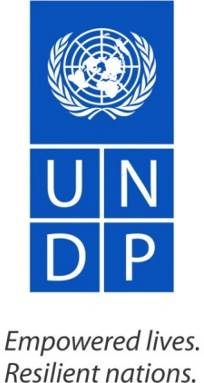 U N
D P
Empowered lives.
Resilient nations.